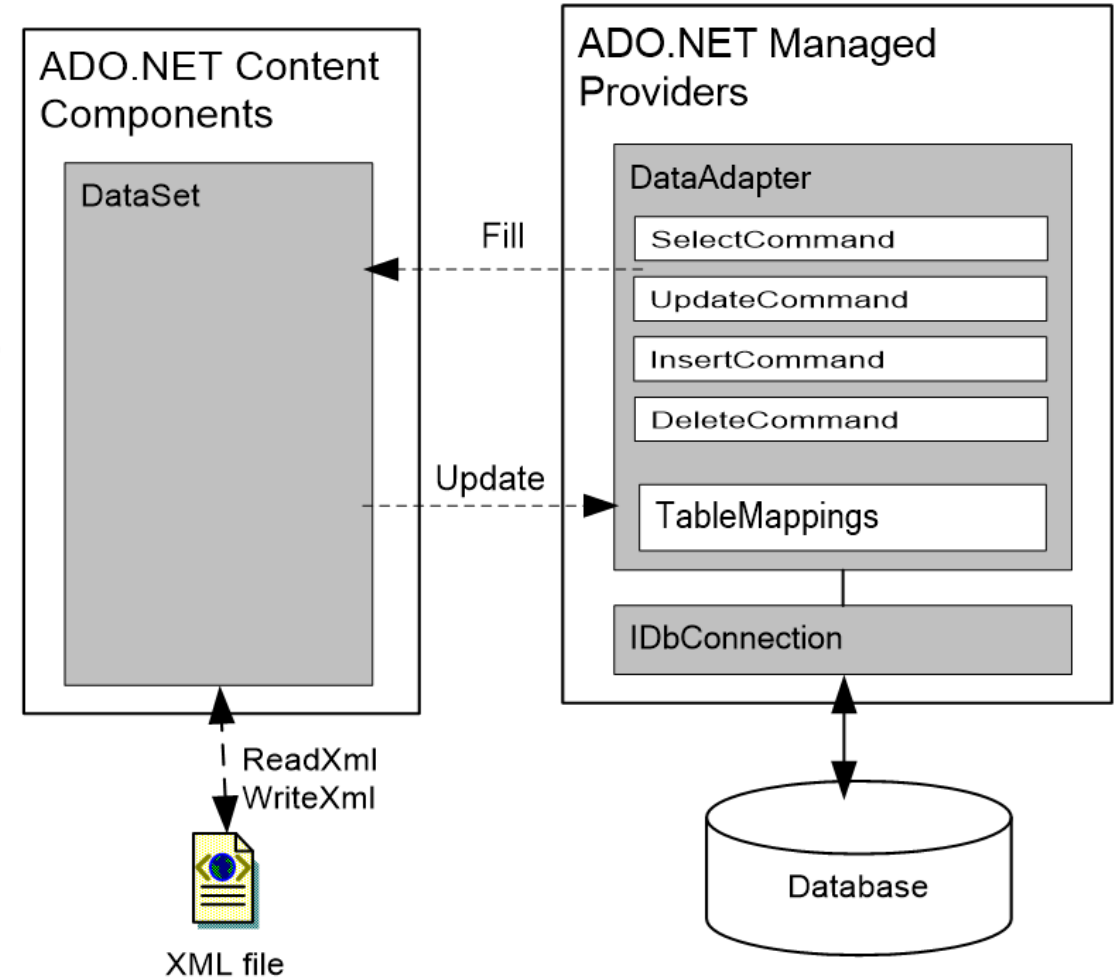 ADO.NET Content
Components
DataSet
ReadXml
WriteXml
XML file
Fill
Update
ADO.NET Managed
Providers
DataAdapter
SelectCommand
UpdateCommand
InsertCommand
DeleteCommand
TableMappings
IDbConnection
Database